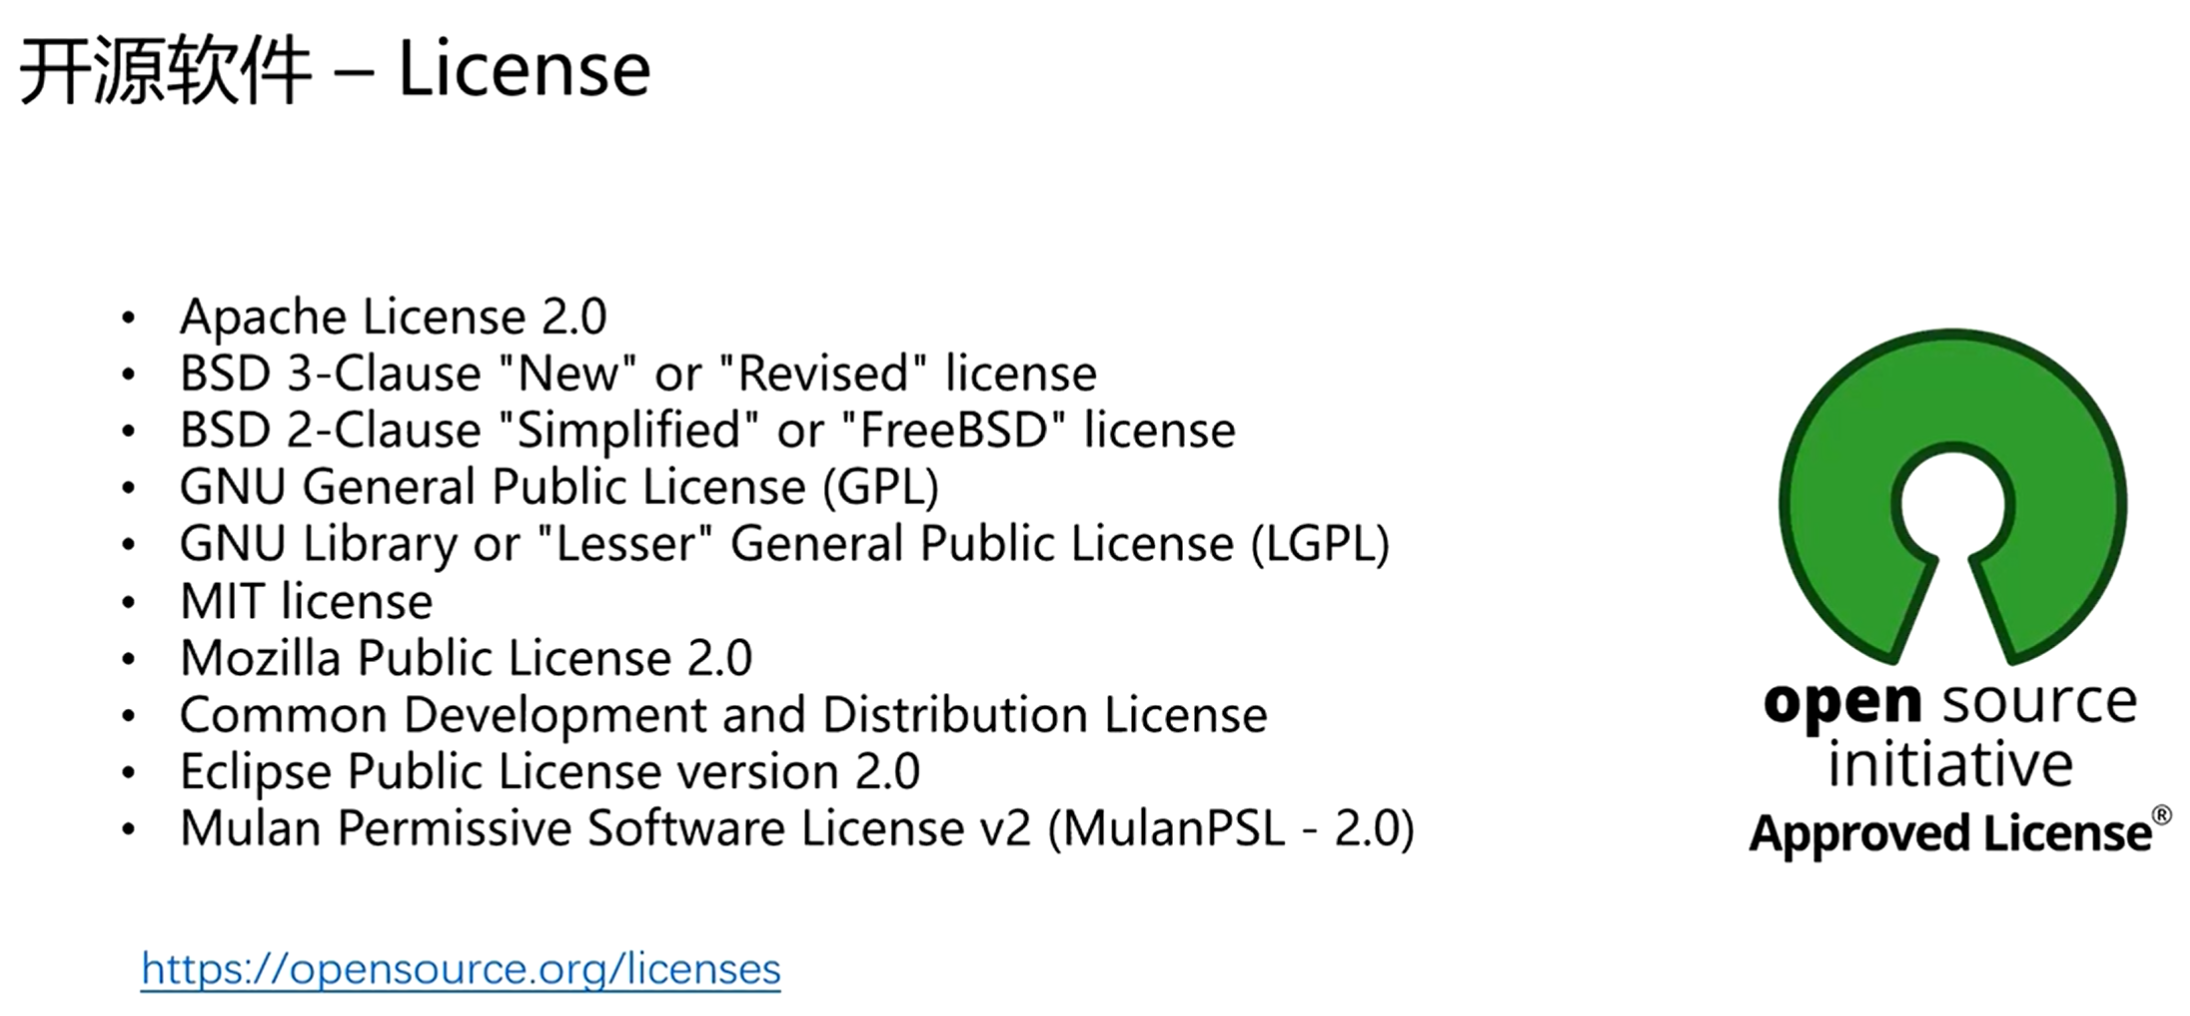 开源软件 – License
• Apache License 2.0
• BSD 3-Clause "New" or "Revised" license
• BSD 2-Clause "Simplified" or "FreeBSD" license
• GNU General Public License (GPL)
• GNU Library or "Lesser" General Public License (LGPL)
• MIT license
• Mozilla Public License 2.0
• Common Development and Distribution License
• Eclipse Public License version 2.0
• Mulan Permissive Software License v2 (MulanPSL - 2.0)
https://opensource.org/licenses
open source
initiative
Approved License®